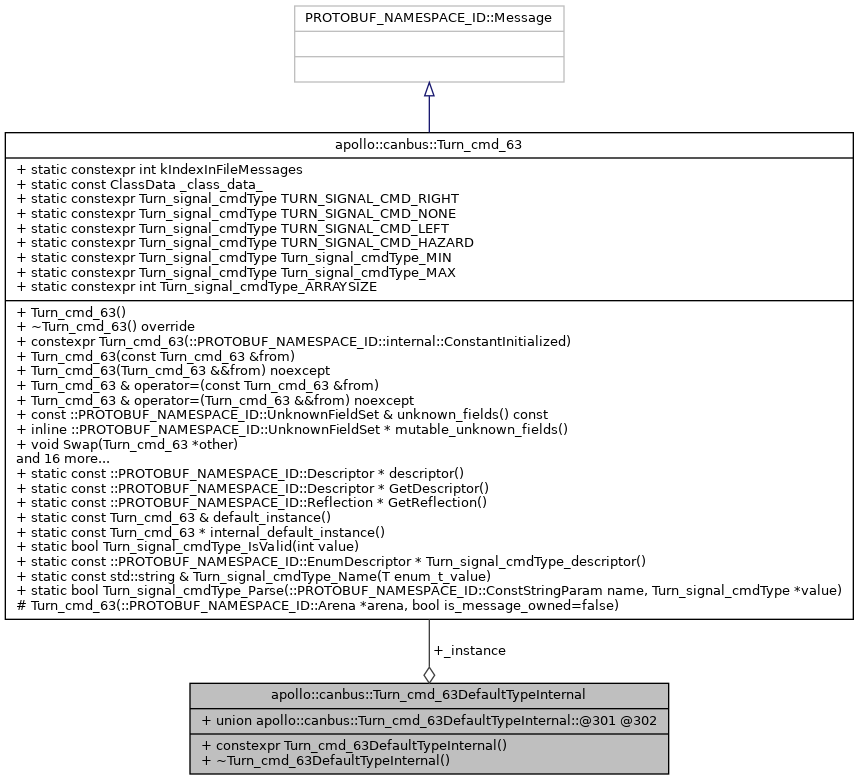 PROTOBUF_NAMESPACE_ID::Message
apollo::canbus::Turn_cmd_63
+ static constexpr int kIndexInFileMessages
+ static const ClassData _class_data_
+ static constexpr Turn_signal_cmdType TURN_SIGNAL_CMD_RIGHT
+ static constexpr Turn_signal_cmdType TURN_SIGNAL_CMD_NONE
+ static constexpr Turn_signal_cmdType TURN_SIGNAL_CMD_LEFT
+ static constexpr Turn_signal_cmdType TURN_SIGNAL_CMD_HAZARD
+ static constexpr Turn_signal_cmdType Turn_signal_cmdType_MIN
+ static constexpr Turn_signal_cmdType Turn_signal_cmdType_MAX
+ static constexpr int Turn_signal_cmdType_ARRAYSIZE
+ Turn_cmd_63()
+ ~Turn_cmd_63() override
+ constexpr Turn_cmd_63(::PROTOBUF_NAMESPACE_ID::internal::ConstantInitialized)
+ Turn_cmd_63(const Turn_cmd_63 &from)
+ Turn_cmd_63(Turn_cmd_63 &&from) noexcept
+ Turn_cmd_63 & operator=(const Turn_cmd_63 &from)
+ Turn_cmd_63 & operator=(Turn_cmd_63 &&from) noexcept
+ const ::PROTOBUF_NAMESPACE_ID::UnknownFieldSet & unknown_fields() const
+ inline ::PROTOBUF_NAMESPACE_ID::UnknownFieldSet * mutable_unknown_fields()
+ void Swap(Turn_cmd_63 *other)
and 16 more...
+ static const ::PROTOBUF_NAMESPACE_ID::Descriptor * descriptor()
+ static const ::PROTOBUF_NAMESPACE_ID::Descriptor * GetDescriptor()
+ static const ::PROTOBUF_NAMESPACE_ID::Reflection * GetReflection()
+ static const Turn_cmd_63 & default_instance()
+ static const Turn_cmd_63 * internal_default_instance()
+ static bool Turn_signal_cmdType_IsValid(int value)
+ static const ::PROTOBUF_NAMESPACE_ID::EnumDescriptor * Turn_signal_cmdType_descriptor()
+ static const std::string & Turn_signal_cmdType_Name(T enum_t_value)
+ static bool Turn_signal_cmdType_Parse(::PROTOBUF_NAMESPACE_ID::ConstStringParam name, Turn_signal_cmdType *value)
# Turn_cmd_63(::PROTOBUF_NAMESPACE_ID::Arena *arena, bool is_message_owned=false)
+_instance
apollo::canbus::Turn_cmd_63DefaultTypeInternal
+ union apollo::canbus::Turn_cmd_63DefaultTypeInternal::@301 @302
+ constexpr Turn_cmd_63DefaultTypeInternal()
+ ~Turn_cmd_63DefaultTypeInternal()